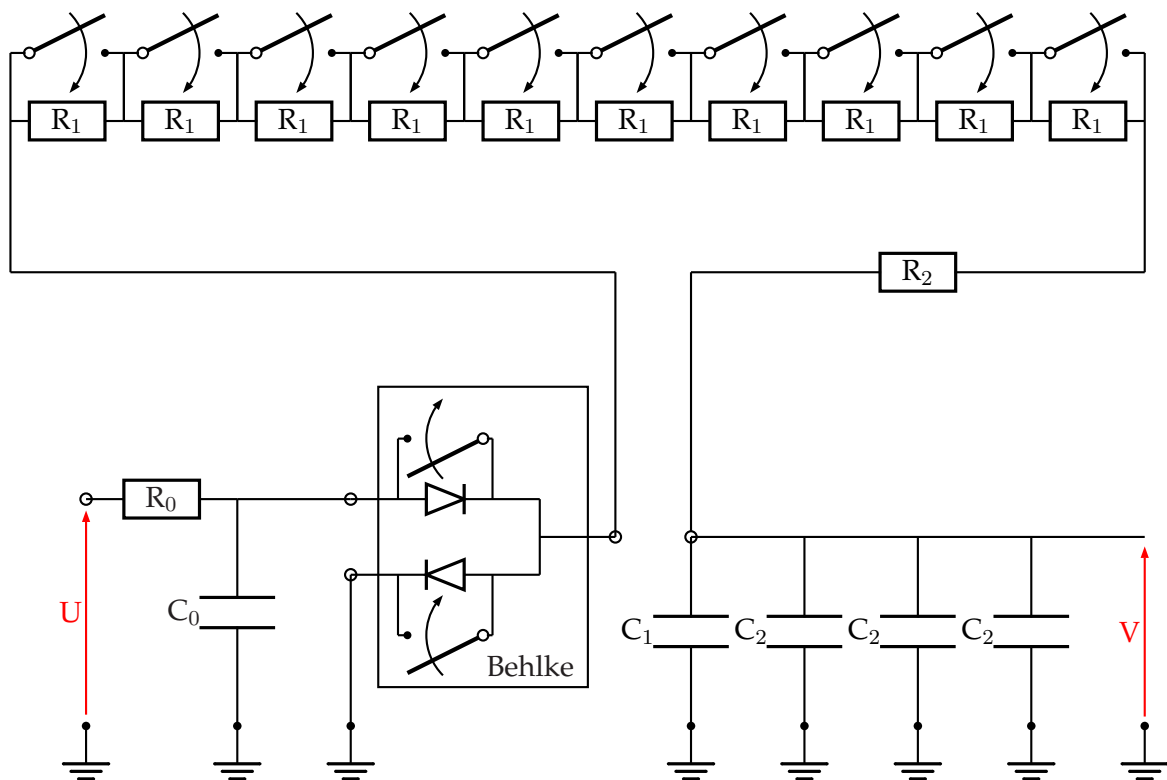 R₁ R₁ R₁ R₁ R₁ R₁ R₁ R₁ R₁ R₁
R₂
R₀
U
C₀
Behlke
C₁ C₂ C₂ C₂
V